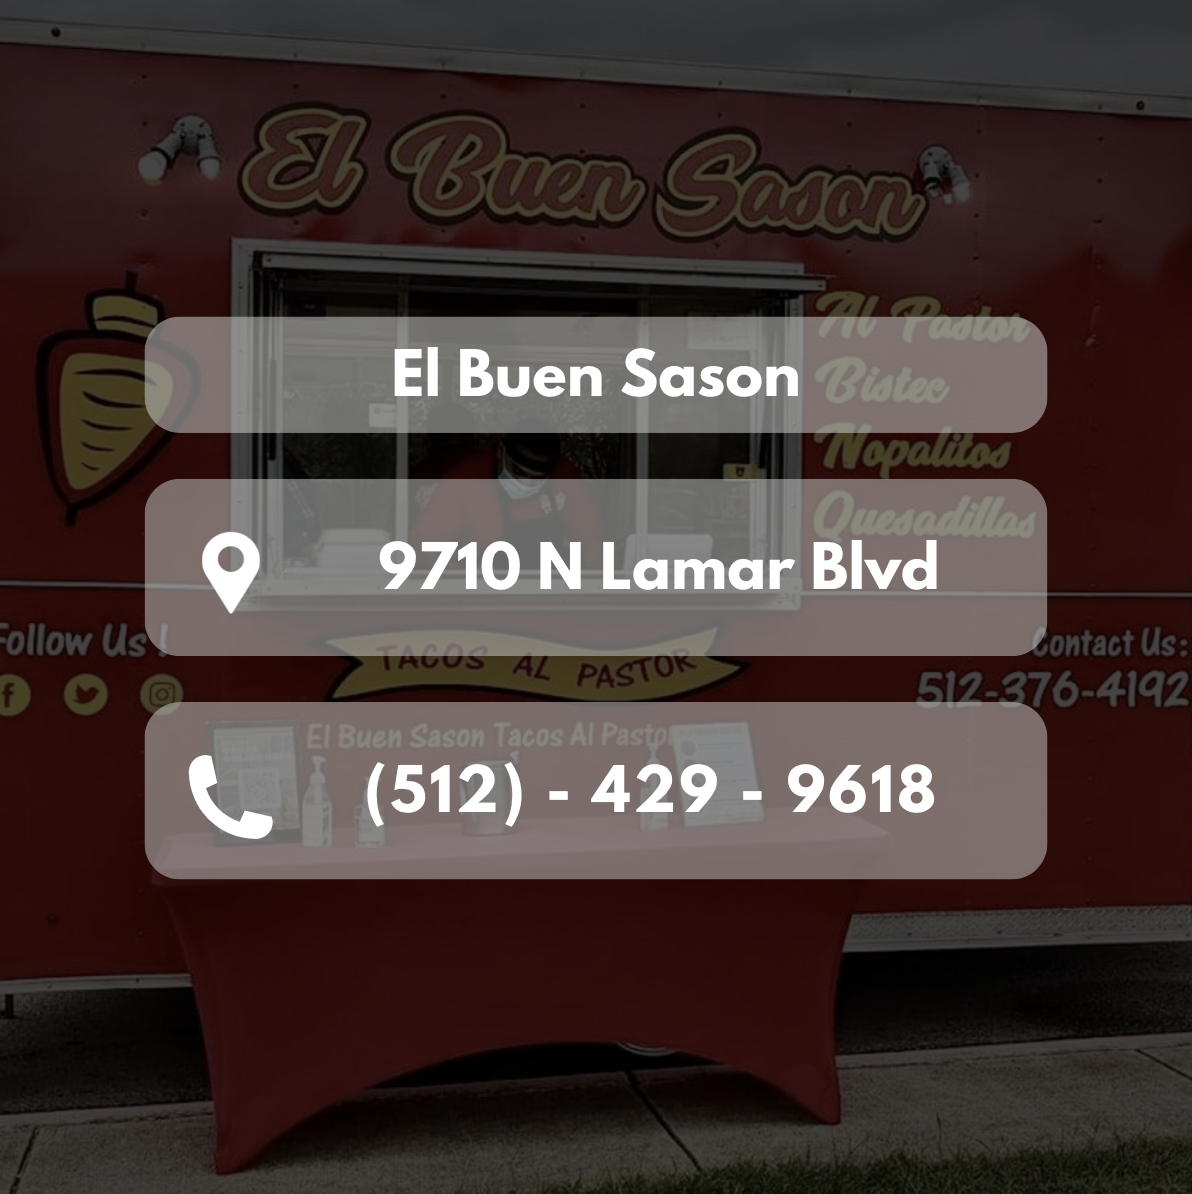 El Buen Sason
Al Pastor
El Buen Sason
Bistec
Nopalitos
Quesadillas
9710 N Lamar Blvd
Follow Us !
Contact Us:
TACOS AL PASTOR
512-376-4192
El Buen Sason Tacos Al Pastor
(512) - 429 - 9618